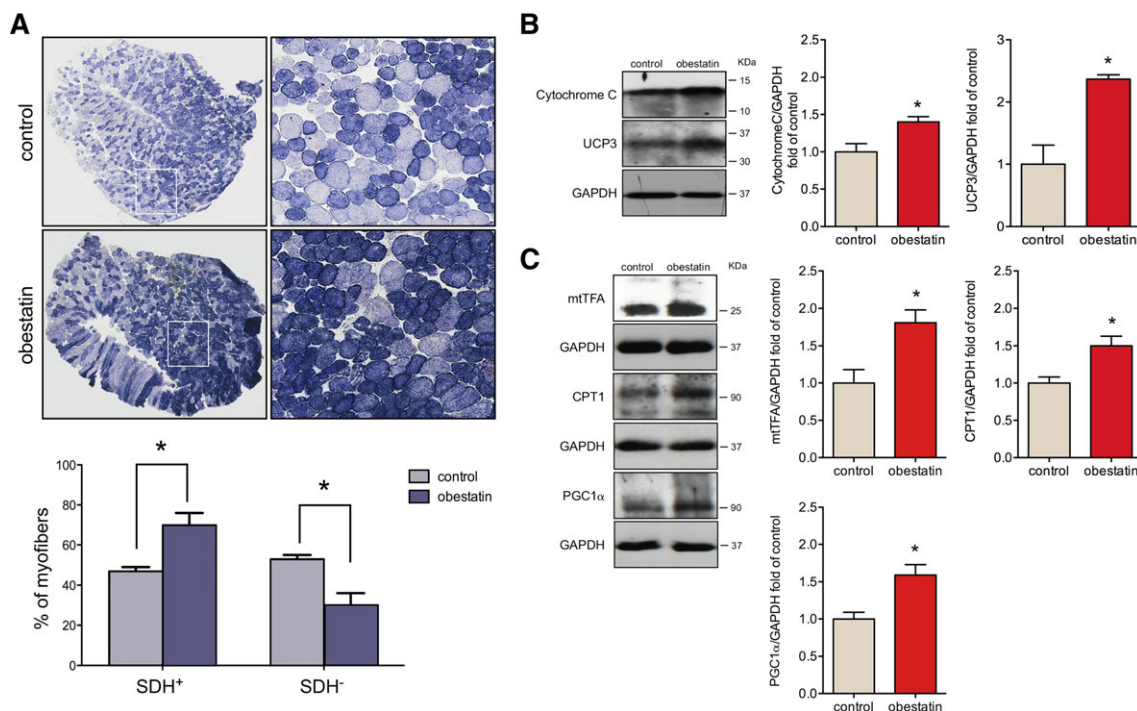 A
control
obestatin
% of myofibers
100
80
60
40
20
0
*
*
control
obestatin
SDH+
SDH-
B
control obestatin KDa
Cytochrome C
15
10
UCP3
37
30
GAPDH
37
CytochromeC/GAPDH
fold of control
2.5
2.0
1.5
1.0
0.5
0.0
*
control obestatin
UCP3/GAPDH fold of control
3
2
1
0
*
control obestatin
C
control obestatin KDa
mtTFA
25
GAPDH
37
CPT1
90
GAPDH
37
PGC1α
90
GAPDH
37
mtTFA/GAPDH fold of control
2.5
2.0
1.5
1.0
0.5
0.0
*
control obestatin
CPT1/GAPDH fold of control
2.5
2.0
1.5
1.0
0.5
0.0
*
control obestatin
PGC1α/GAPDH fold of control
2.5
2.0
1.5
1.0
0.5
0.0
*
control obestatin